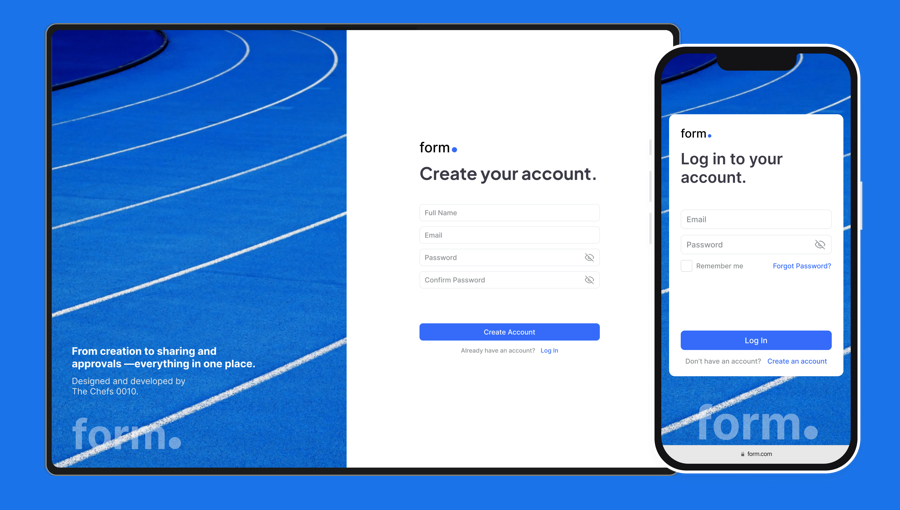 form.
Create your account.
Full Name
Email
Password
Confirm Password
Create Account
Already have an account? Log In
From creation to sharing and
approvals —everything in one place.
Designed and developed by
The Chefs 0010.
form.
form.
Log in to your
account.
Email
Password
Remember me Forgot Password?
Log In
Don't have an account? Create an account
form.
form.com